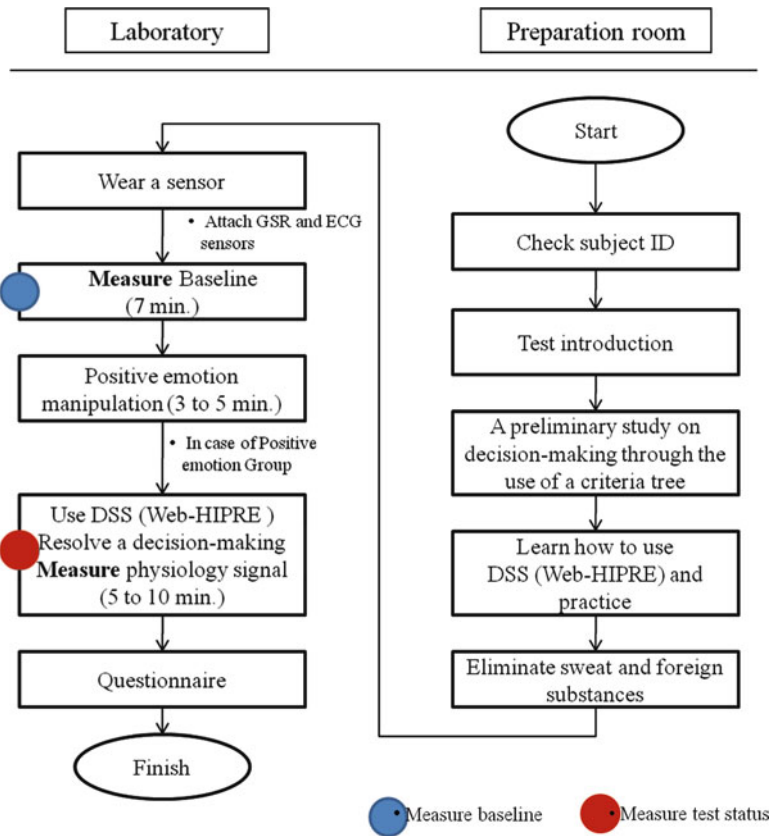 Laboratory
Preparation room
Start
Check subject ID
Test introduction
A preliminary study on
decision-making through the
use of a criteria tree
Learn how to use
DSS (Web-HIPRE) and
practice
Eliminate sweat and foreign
substances
Wear a sensor
• Attach GSR and ECG
sensors
Measure Baseline
(7 min.)
Positive emotion
manipulation (3 to 5 min.)
• In case of Positive
emotion Group
Use DSS (Web-HIPRE )
Resolve a decision-making
Measure physiology signal
(5 to 10 min.)
Questionnaire
Finish
• Measure baseline
• Measure test status